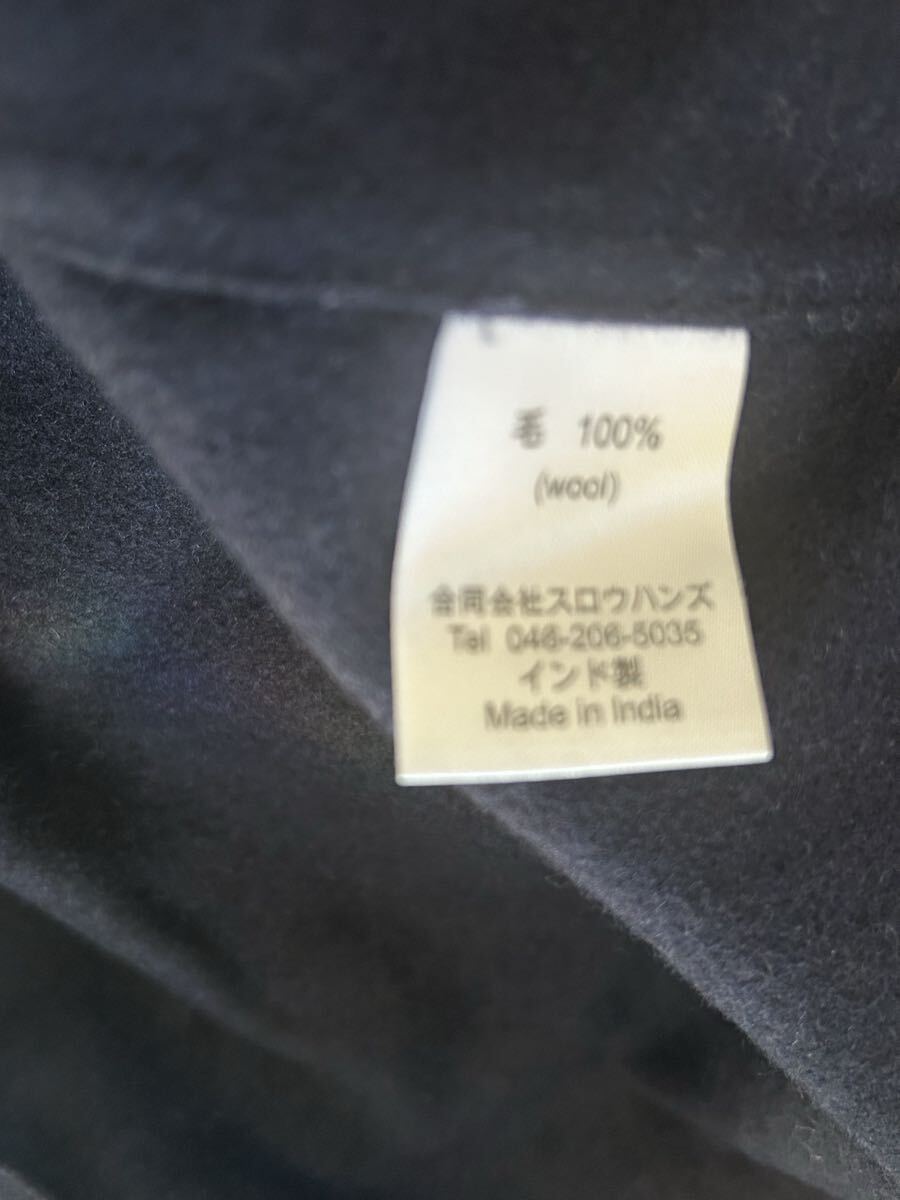 毛 100%
(wool)
合同会社スロウハンズ
Tel 046-206-5035
インド製
Made in India